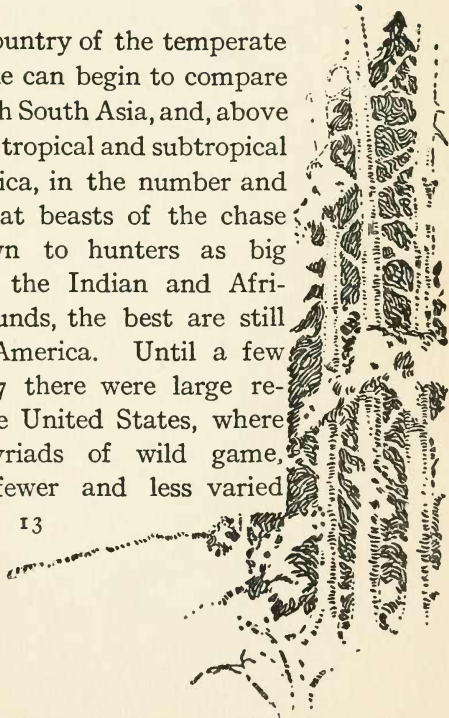 ountry of the temperate
e can begin to compare
h South Asia, and, above
tropical and subtropical
ica, in the number and
at beasts of the chase
n to hunters as big
the Indian and Afri-
unds, the best are still
America. Until a few
7 there were large re-
e United States, where
yriads of wild game,
fewer and less varied
13